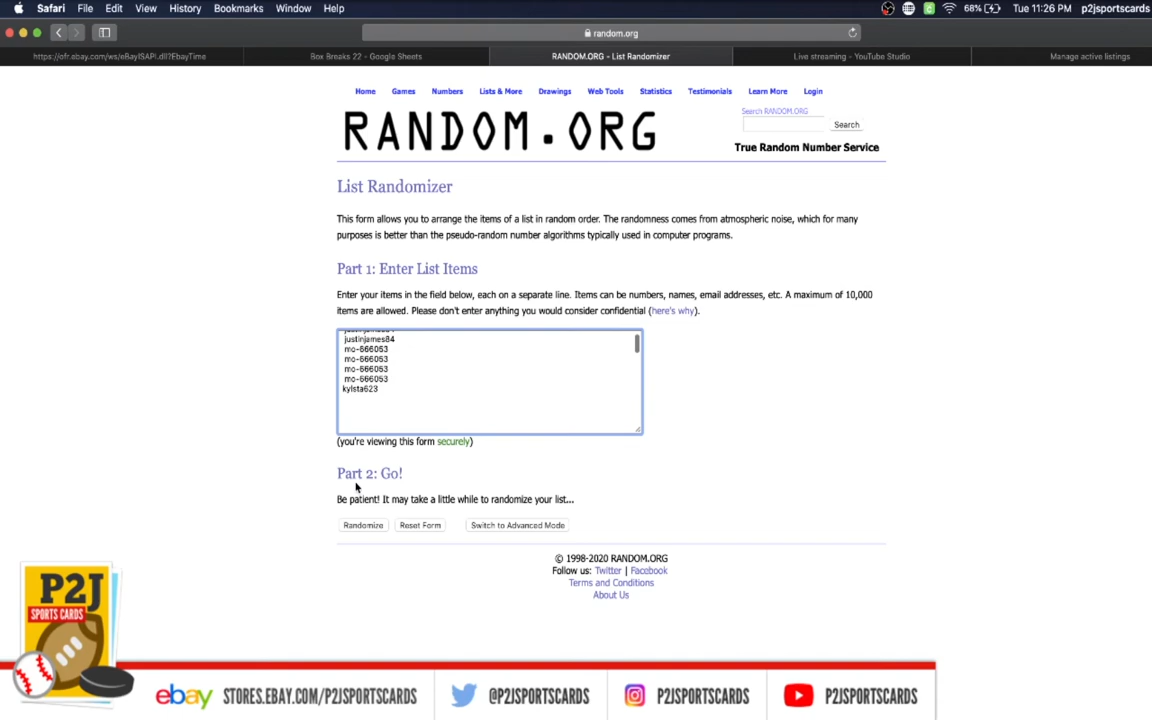 Safari File Edit View History Bookmarks Window Help 68% Tue 11:26 PM p2jsportscards
random.org
https://ofr.ebay.com/ws/eBayISAPI.dll?EbayTime Box Breaks 22 - Google Sheets RANDOM.ORG - List Randomizer Live streaming - YouTube Studio Manage active listings
Home Games Numbers Lists & More Drawings Web Tools Statistics Testimonials Learn More Login
RANDOM.ORG
Search RANDOM.ORG
Search
True Random Number Service
List Randomizer
This form allows you to arrange the items of a list in random order. The randomness comes from atmospheric noise, which for many
purposes is better than the pseudo-random number algorithms typically used in computer programs.
Part 1: Enter List Items
Enter your items in the field below, each on a separate line. Items can be numbers, names, email addresses, etc. A maximum of 10,000
items are allowed. Please don't enter anything you would consider confidential (here's why).
justinjames84
mo-666053
mo-666053
mo-666053
mo-666053
kylsta623
(you're viewing this form securely)
Part 2: Go!
Be patient! It may take a little while to randomize your list...
Randomize Reset Form Switch to Advanced Mode
© 1998-2020 RANDOM.ORG
Follow us: Twitter | Facebook
Terms and Conditions
About Us
P2J
SPORTS CARDS
ebay STORES.EBAY.COM/P2JSPORTSCARDS @P2JSPORTSCARDS P2JSPORTSCARDS P2JSPORTSCARDS